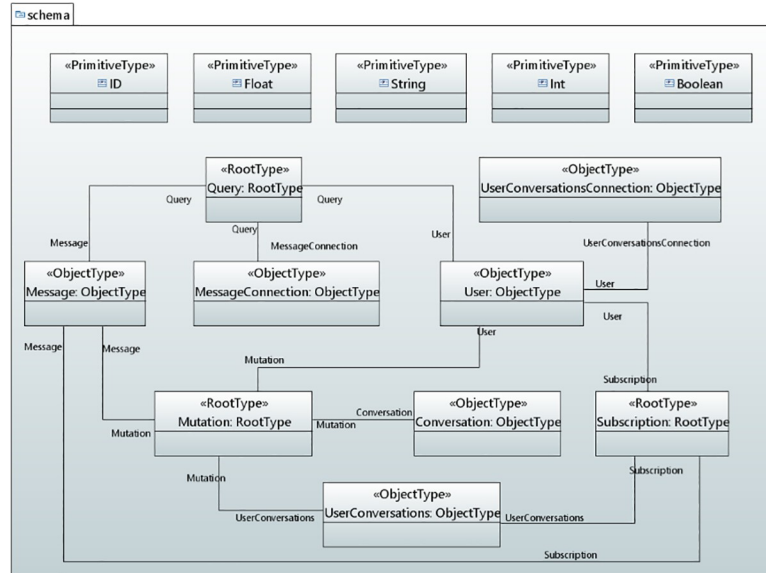 schema
«PrimitiveType»
ID
«PrimitiveType»
Float
«PrimitiveType»
String
«PrimitiveType»
Int
«PrimitiveType»
Boolean
«RootType»
Query: RootType
«ObjectType»
UserConversationsConnection: ObjectType
Query
Query
Query
Message
MessageConnection
User
UserConversationsConnection
«ObjectType»
Message: ObjectType
«ObjectType»
MessageConnection: ObjectType
«ObjectType»
User: ObjectType
User
User
User
Message
Message
Mutation
Subscription
«RootType»
Mutation: RootType
«ObjectType»
Conversation: ObjectType
«RootType»
Subscription: RootType
Conversation
Mutation
Mutation
Mutation
Subscription
«ObjectType»
UserConversations: ObjectType
UserConversations
UserConversations
Subscription